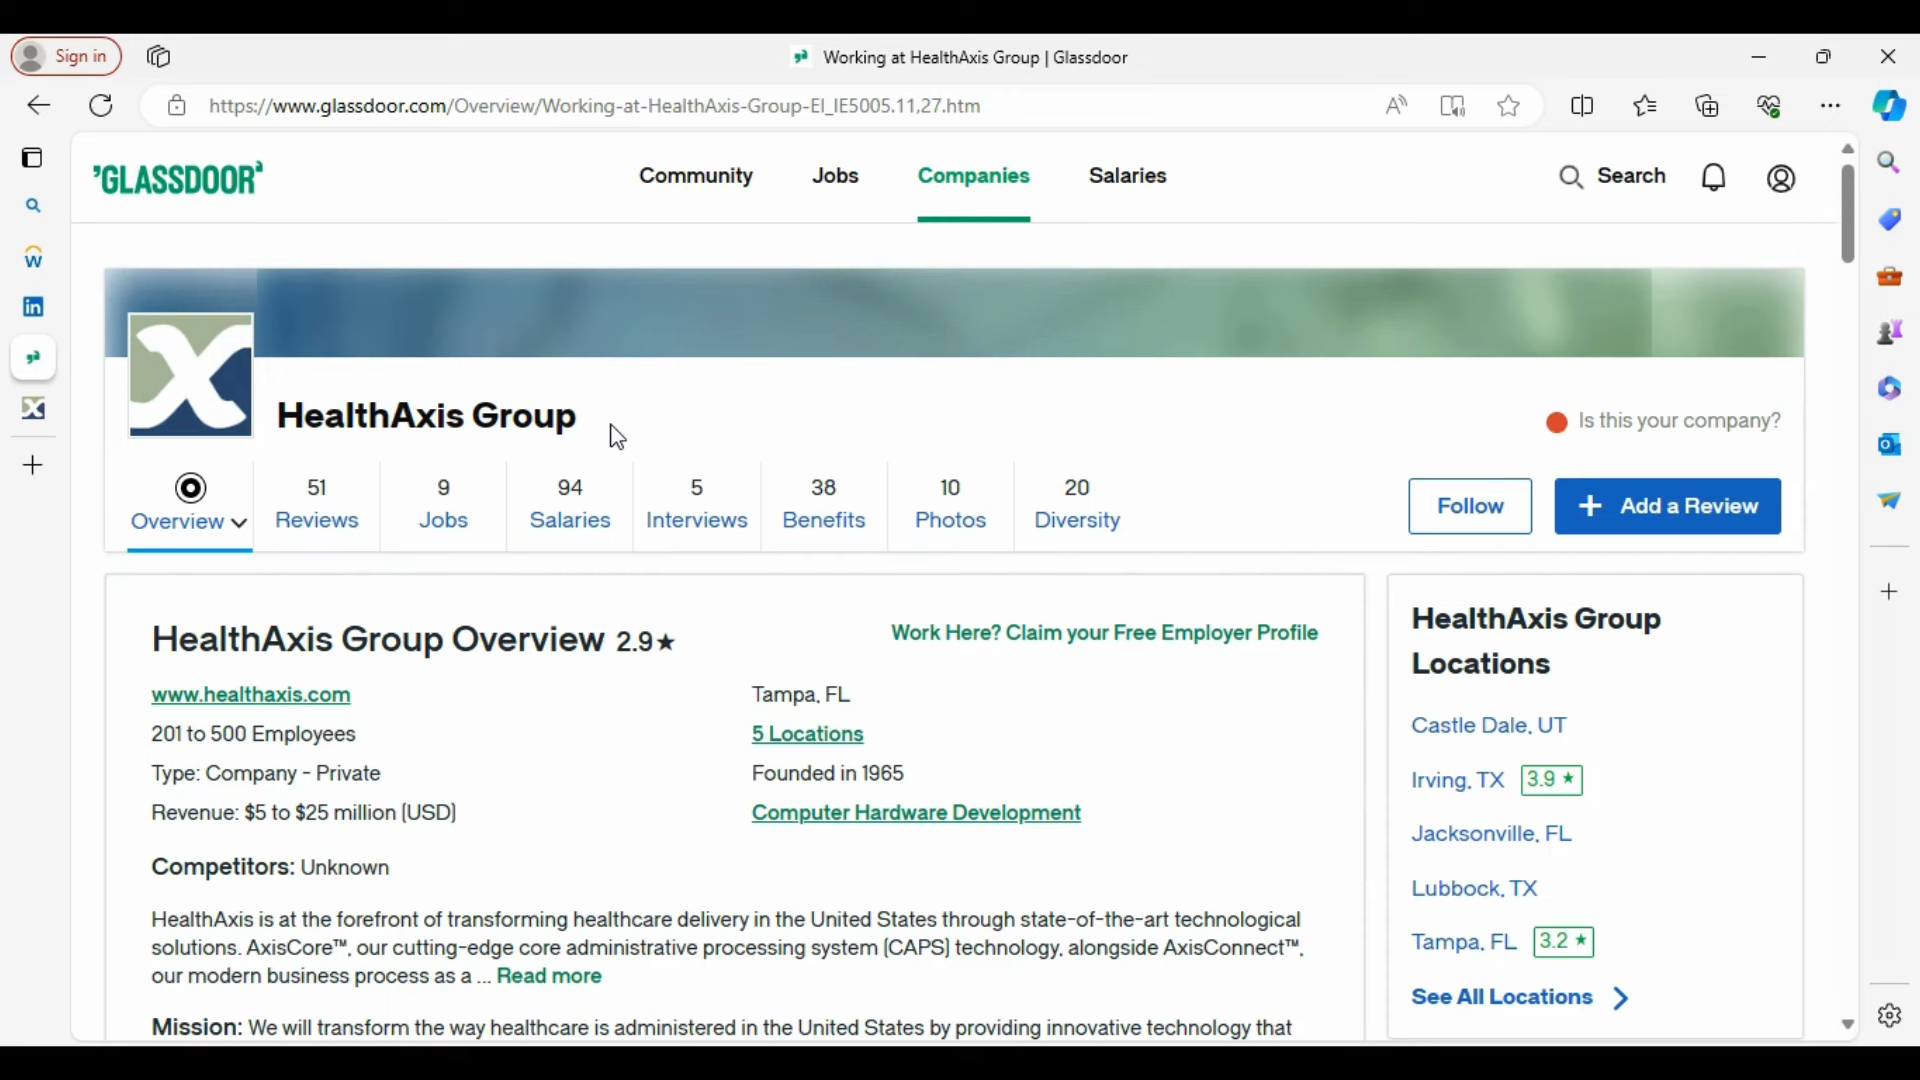 Sign in
Working at HealthAxis Group | Glassdoor
https://www.glassdoor.com/Overview/Working-at-HealthAxis-Group-EI_IE5005.11,27.htm
GLASSDOOR
Community Jobs Companies Salaries Search
HealthAxis Group
Is this your company?
51 9 94 5 38 10 20
Overview Reviews Jobs Salaries Interviews Benefits Photos Diversity
Follow + Add a Review
HealthAxis Group Overview 2.9★
Work Here? Claim your Free Employer Profile
www.healthaxis.com
Tampa, FL
201 to 500 Employees
5 Locations
Type: Company - Private
Founded in 1965
Revenue: $5 to $25 million (USD)
Computer Hardware Development
Competitors: Unknown
HealthAxis is at the forefront of transforming healthcare delivery in the United States through state-of-the-art technological
solutions. AxisCore™, our cutting-edge core administrative processing system (CAPS) technology, alongside AxisConnect™,
our modern business process as a ... Read more
Mission: We will transform the way healthcare is administered in the United States by providing innovative technology that
HealthAxis Group
Locations
Castle Dale, UT
Irving, TX 3.9 ★
Jacksonville, FL
Lubbock, TX
Tampa, FL 3.2 ★
See All Locations